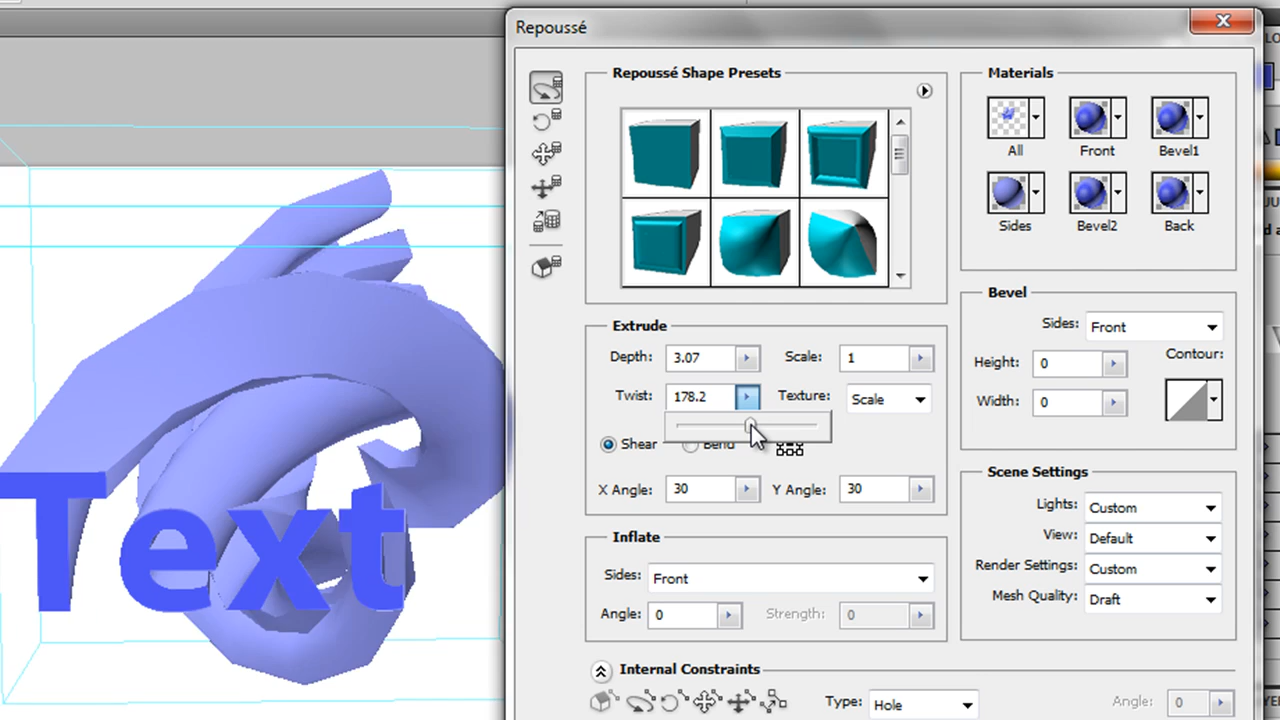 Repoussé
Repoussé Shape Presets
Materials
All
Front
Bevel1
Sides
Bevel2
Back
Extrude
Depth: 3.07
Scale: 1
Twist: 178.2
Texture: Scale
Shear
Bend
X Angle: 30
Y Angle: 30
Bevel
Sides: Front
Height: 0
Contour:
Width: 0
Inflate
Sides: Front
Angle: 0
Strength: 0
Scene Settings
Lights: Custom
View: Default
Render Settings: Custom
Mesh Quality: Draft
Internal Constraints
Type: Hole
Angle: 0
Text